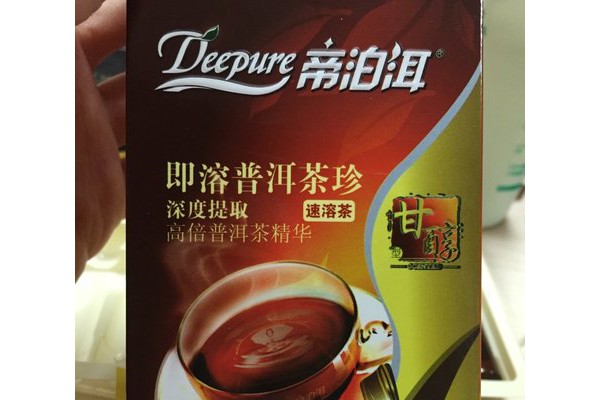 Deepure 帝泊洱®
即溶普洱茶珍
深度提取 速溶茶
高倍普洱茶精华
甘醇